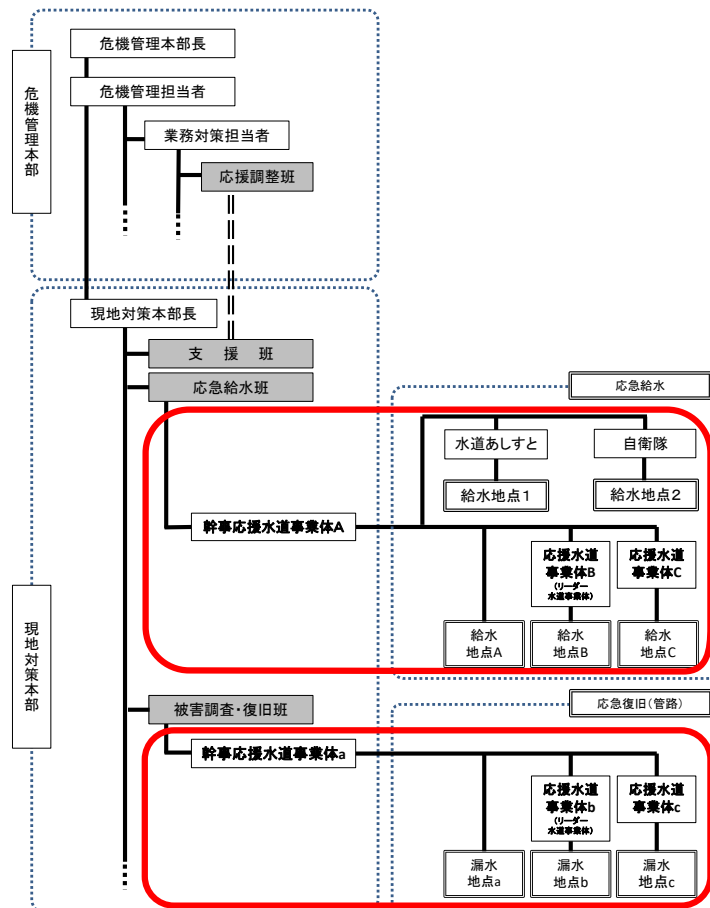 危機管理本部長
危機管理本部
危機管理担当者
業務対策担当者
応援調整班
現地対策本部長
支　援　班
応急給水班
応急給水
水道あしすと
自衛隊
給水地点1
給水地点2
幹事応援水道事業体A
応援水道
事業体B
(リーダー
水道事業体)
応援水道
事業体C
給水
地点A
給水
地点B
給水
地点C
現地対策本部
被害調査・復旧班
応急復旧(管路)
幹事応援水道事業体a
応援水道
事業体b
(リーダー
水道事業体)
応援水道
事業体c
漏水
地点a
漏水
地点b
漏水
地点c